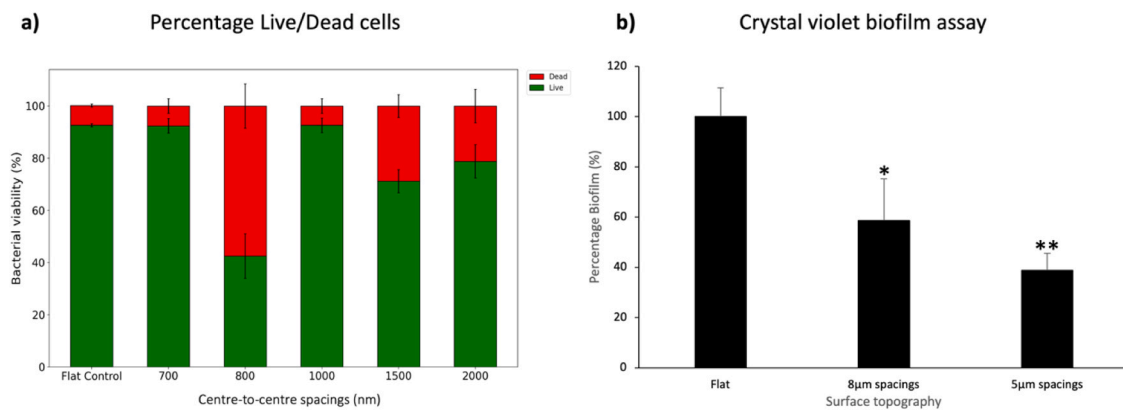 a)
Percentage Live/Dead cells
Dead
Live
Bacterial viability (%)
100
80
60
40
20
0
Flat Control 700 800 1000 1500 2000
Centre-to-centre spacings (nm)
b)
Crystal violet biofilm assay
Percentage Biofilm (%)
120
100
80
60
40
20
0
*
**
Flat 8µm spacings 5µm spacings
Surface topography